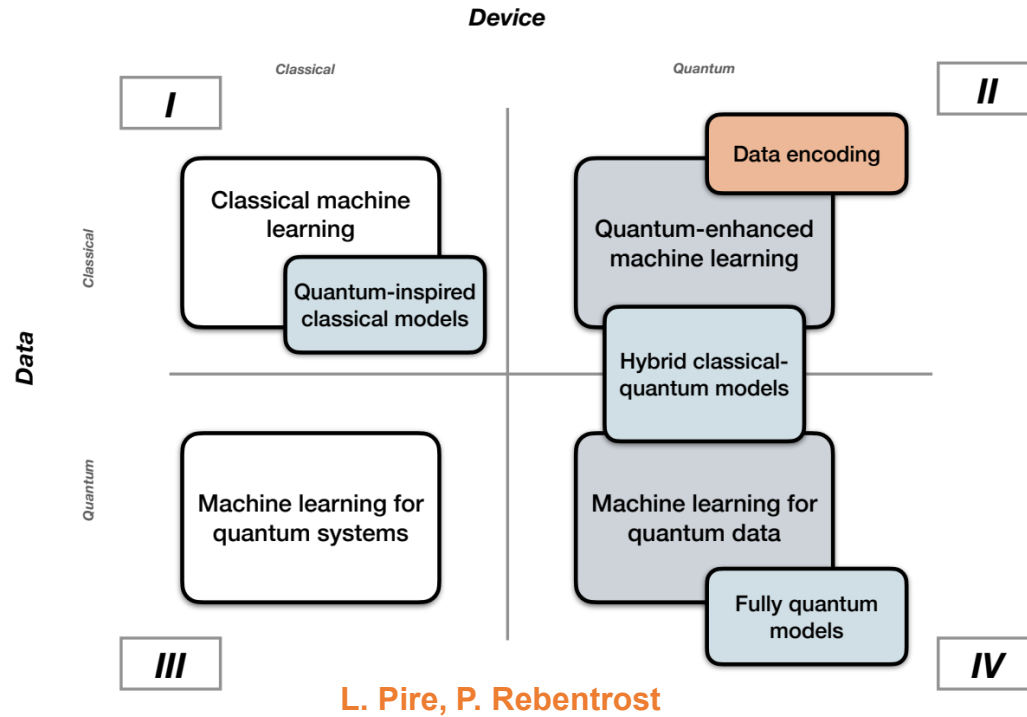 Device
Classical
Quantum
I
II
Data encoding
Classical machine
learning
Quantum-enhanced
machine learning
Quantum-inspired
classical models
Classical
Data
Hybrid classical-
quantum models
Quantum
Machine learning for
quantum systems
Machine learning for
quantum data
Fully quantum
models
III
IV
L. Pire, P. Rebentrost